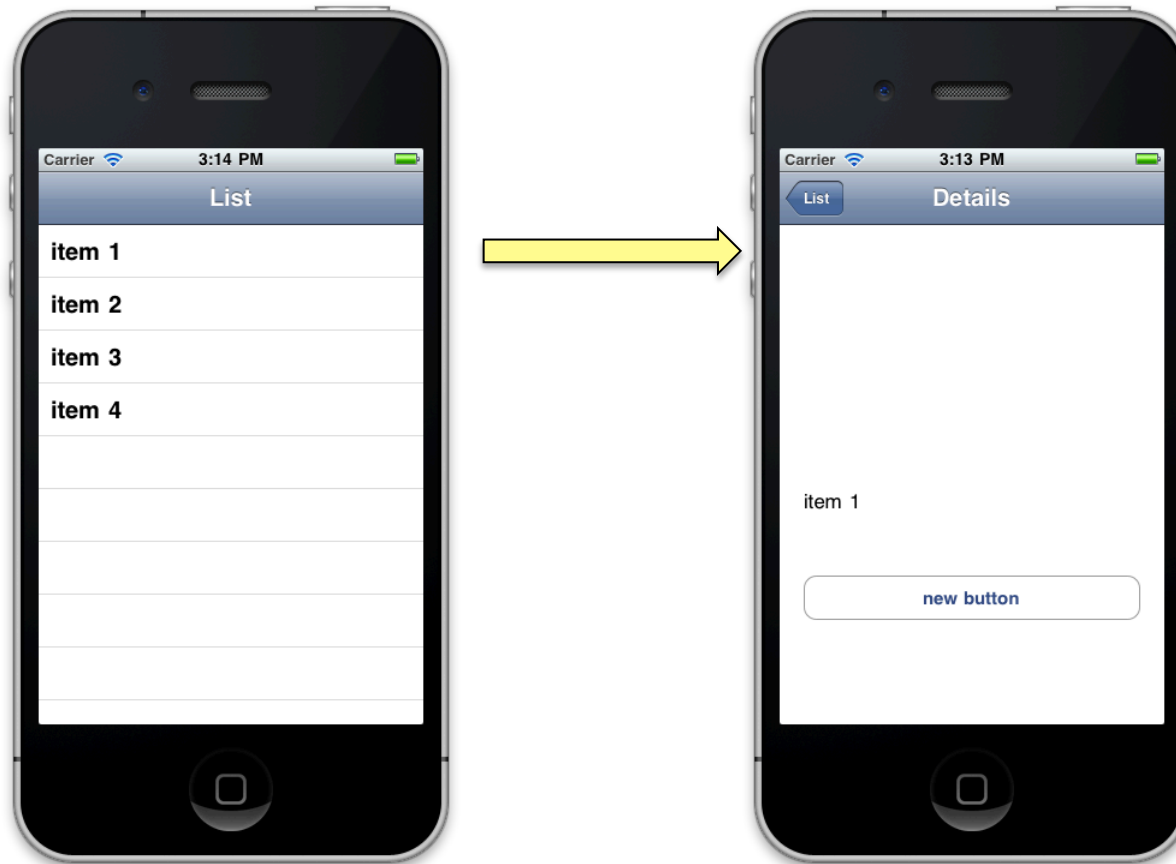 Carrier 3:14 PM
List
item 1
item 2
item 3
item 4
Carrier 3:13 PM
List Details
item 1
new button